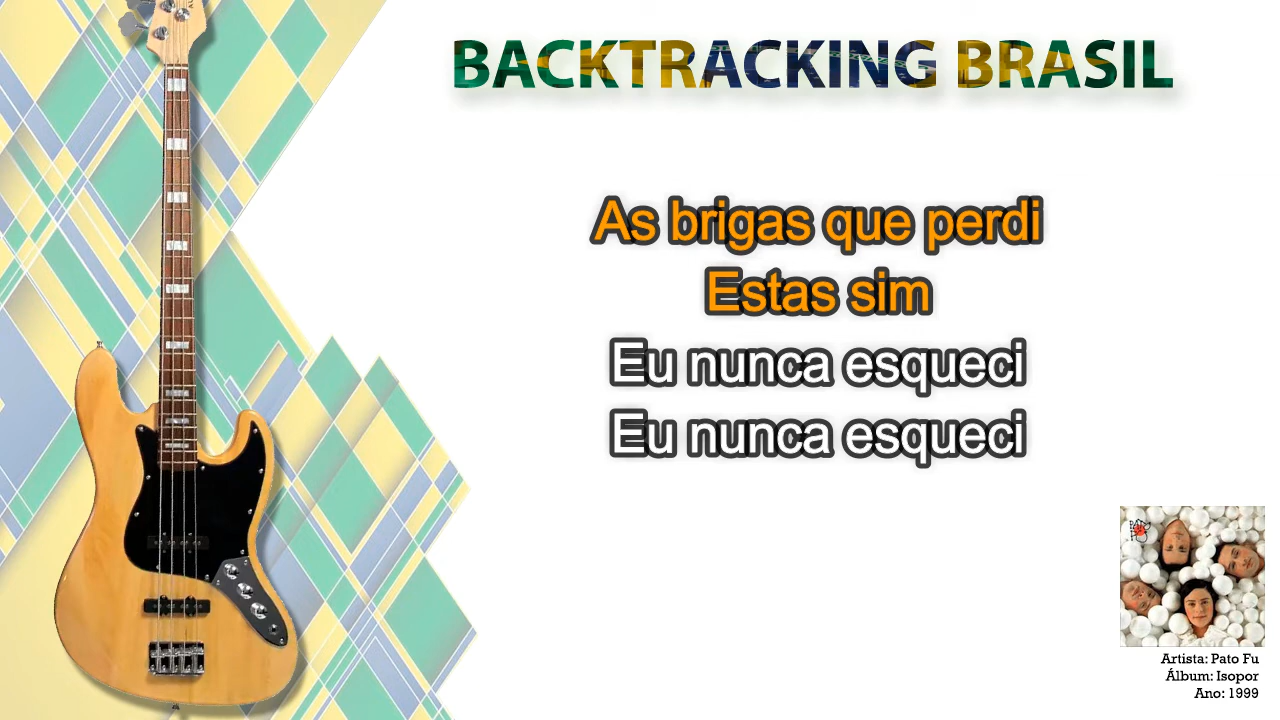 BACKTRACKING BRASIL
As brigas que perdi
Estas sim
Eu nunca esqueci
Eu nunca esqueci
Artista: Pato Fu
Álbum: Isopor
Ano: 1999